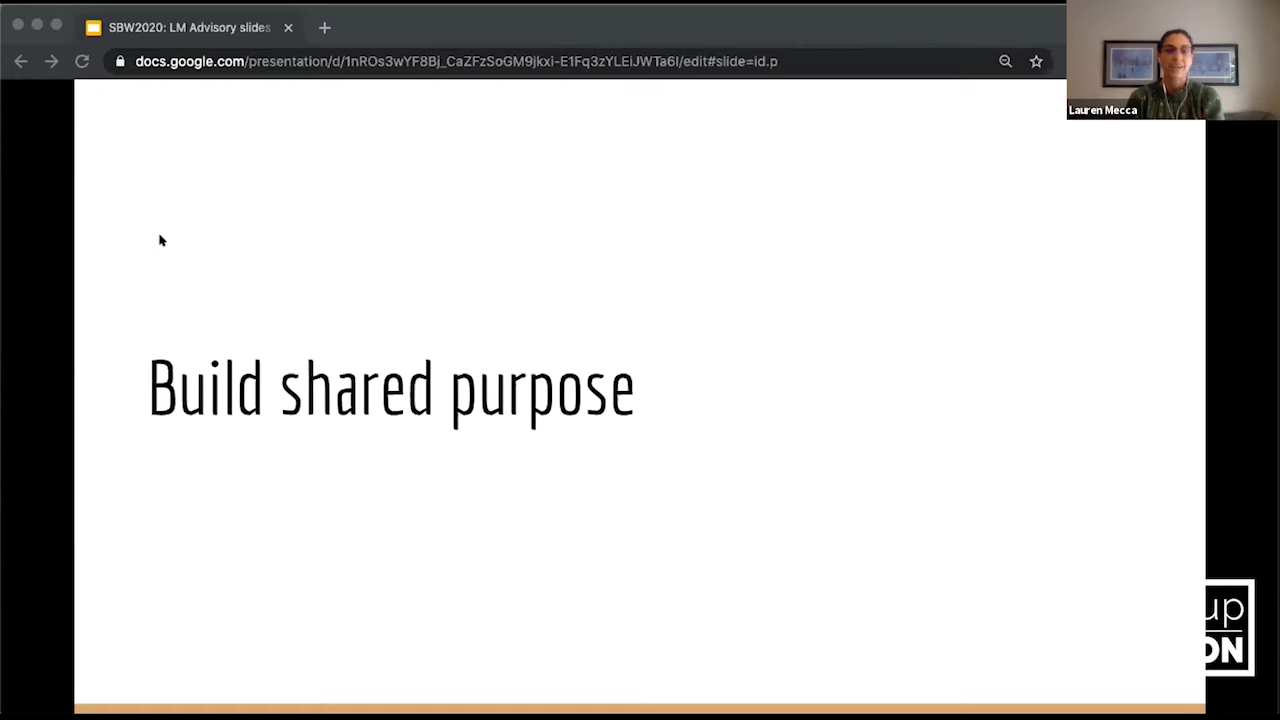 SBW2020: LM Advisory slides
docs.google.com/presentation/d/1nROs3wYF8Bj_CaZFzSoGM9jkxi-E1Fq3zYLEiJWTa6I/edit#slide=id.p
Lauren Mecca
Build shared purpose
up
ON